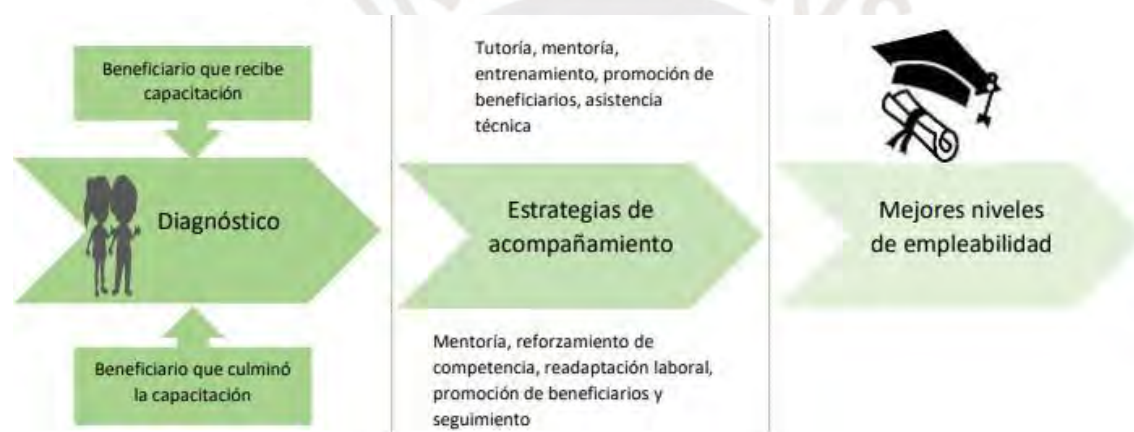 Beneficiario que recibe
capacitación
Diagnóstico
Beneficiario que culminó
la capacitación
Tutoría, mentoría,
entrenamiento, promoción de
beneficiarios, asistencia
técnica
Estrategias de
acompañamiento
Mentoría, reforzamiento de
competencia, readaptación laboral,
promoción de beneficiarios y
seguimiento
Mejores niveles
de empleabilidad